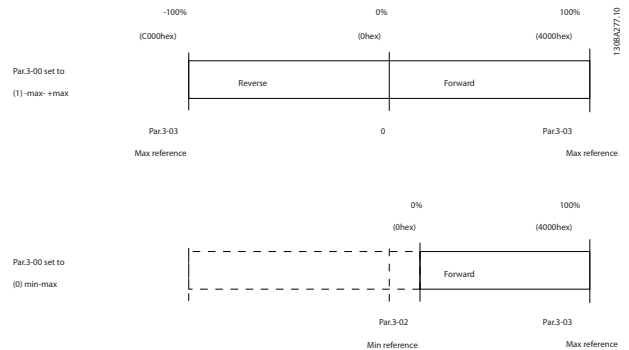 -100% 0% 100%
(C000hex) (0hex) (4000hex)
130BA277.10
Par.3-00 set to
(1) -max- +max
Reverse Forward
Par.3-03 0 Par.3-03
Max reference Max reference
0% 100%
(0hex) (4000hex)
Par.3-00 set to
(0) min-max
Forward
Par.3-02 Par.3-03
Min reference Max reference